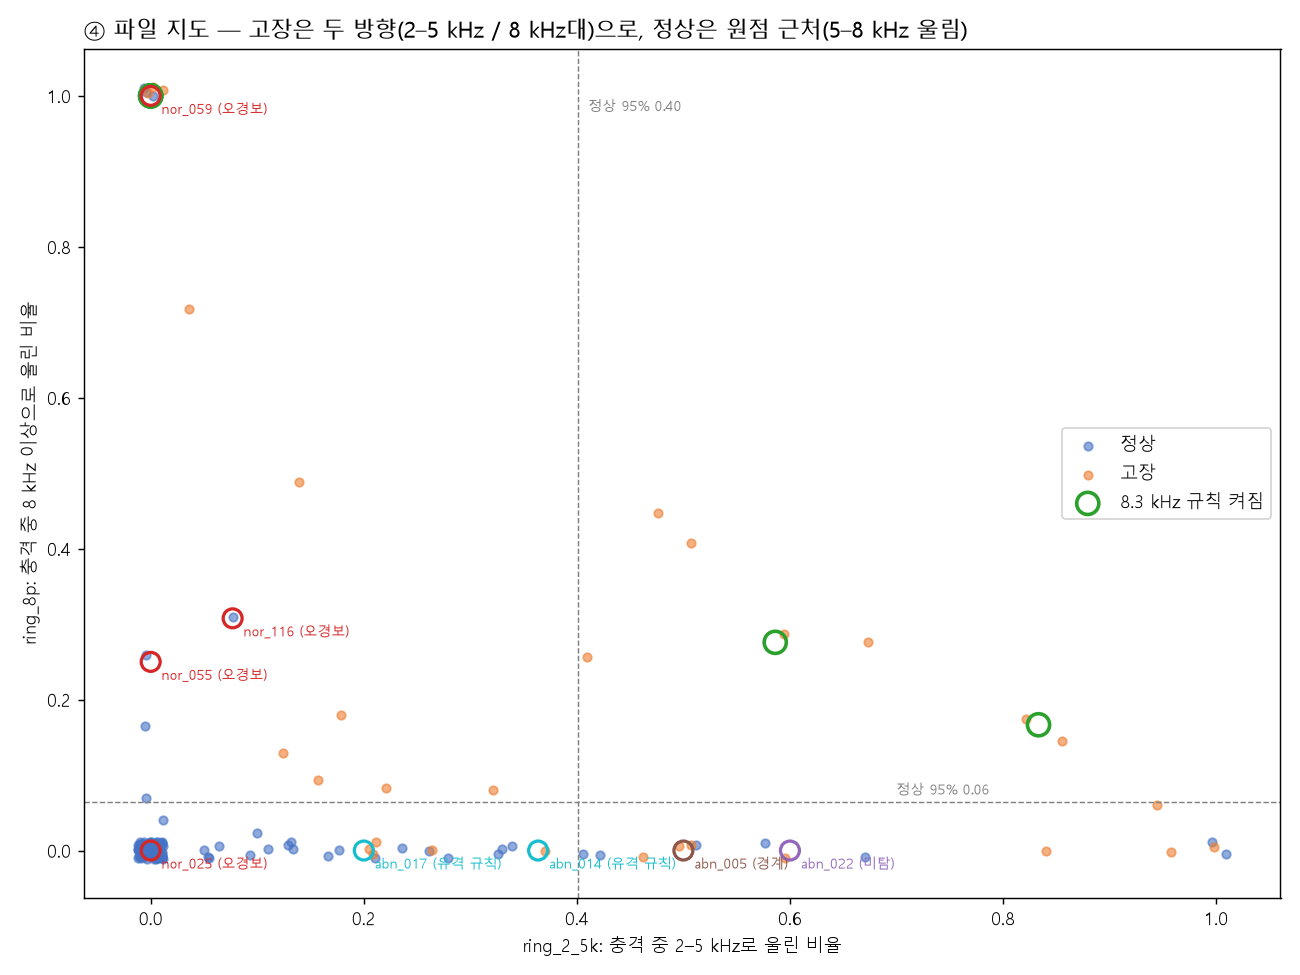 ④ 파일 지도 — 고장은 두 방향(2–5 kHz / 8 kHz대)으로, 정상은 원점 근처(5–8 kHz 울림)
ring_8p: 충격 중 8 kHz 이상으로 울린 비율
1.0
0.8
0.6
0.4
0.2
0.0
nor_059 (오경보)
정상 95% 0.40
정상
고장
8.3 kHz 규칙 켜짐
nor_116 (오경보)
nor_055 (오경보)
정상 95% 0.06
nor_025 (오경보)
abn_017 (유격 규칙)
abn_014 (유격 규칙)
abn_005 (경계)
abn_022 (미탐)
0.0
0.2
0.4
0.6
0.8
1.0
ring_2_5k: 충격 중 2–5 kHz로 울린 비율